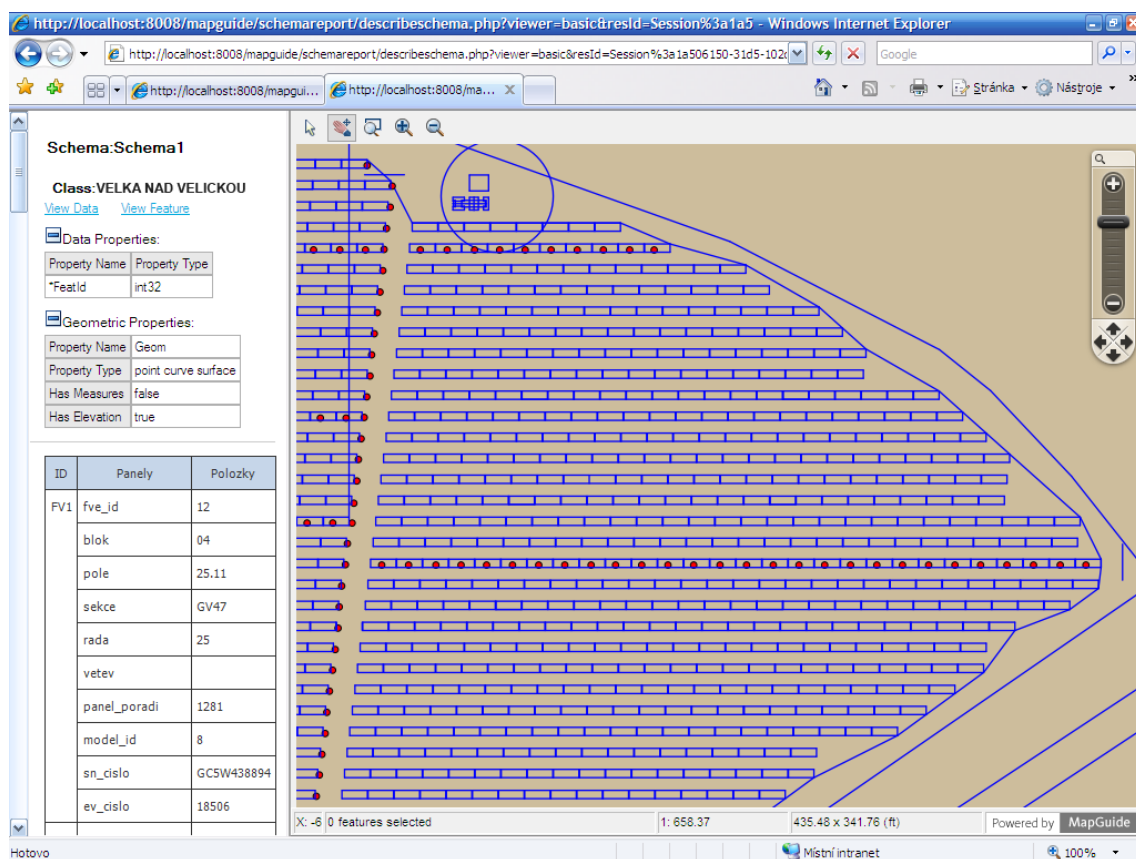 http://localhost:8008/mapguide/schemareport/describeschema.php?viewer=basic&resId=Session%3a1a5 - Windows Internet Explorer
http://localhost:8008/mapguide/schemareport/describeschema.php?viewer=basic&resId=Session%3a1a506150-31d5-102
Google
http://localhost:8008/mapgui...
http://localhost:8008/ma...
Stránka
Nástroje
Schema:Schema1
Class:VELKA NAD VELICKOU
View Data View Feature
Data Properties:
Property Name Property Type
*FeatId int32
Geometric Properties:
Property Name Geom
Property Type point curve surface
Has Measures false
Has Elevation true
ID Panely Polozky
FV1 fve_id 12
blok 04
pole 25.11
sekce GV47
rada 25
vetev
panel_poradi 1281
model_id 8
sn_cislo GC5W438894
ev_cislo 18506
X: -6 0 features selected 1: 658.37 435.48 x 341.76 (ft) Powered by MapGuide
Hotovo Místní intranet 100%